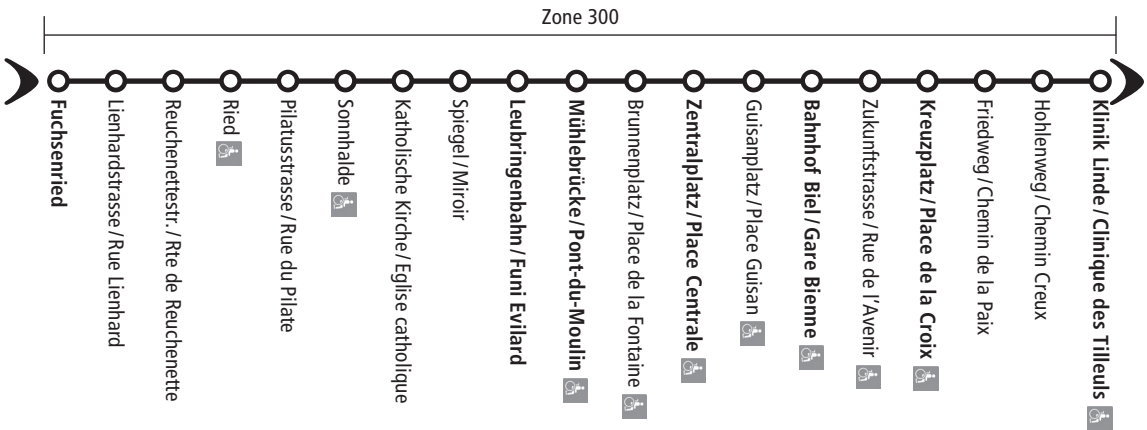 Zone 300
Fuchsenried
Lienhardstrasse / Rue Lienhard
Reuchenettestr. / Rte de Reuchenette
Ried
Pilatusstrasse / Rue du Pilate
Sonnhalde
Katholische Kirche / Eglise catholique
Spiegel / Miroir
Leubringenbahn / Funi Evilard
Mühlebrücke / Pont-du-Moulin
Brunnenplatz / Place de la Fontaine
Zentralplatz / Place Centrale
Guisanplatz / Place Guisan
Bahnhof Biel / Gare Bienne
Zukunftstrasse / Rue de l'Avenir
Kreuzplatz / Place de la Croix
Friedweg / Chemin de la Paix
Hohlenweg / Chemin Creux
Klinik Linde / Clinique des Tilleuls